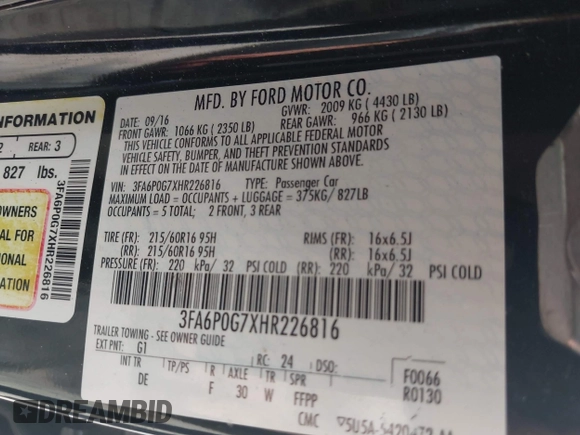 MFD. BY FORD MOTOR CO.
DATE: 09/16 GVWR: 2009 KG ( 4430 LB)
FRONT GAWR: 1066 KG ( 2350 LB) REAR GAWR: 966 KG ( 2130 LB)
THIS VEHICLE CONFORMS TO ALL APPLICABLE FEDERAL MOTOR
VEHICLE SAFETY, BUMPER, AND THEFT PREVENTION STANDARDS
IN EFFECT ON THE DATE OF MANUFACTURE SHOWN ABOVE.
VIN: 3FA6P0G7XHR226816 TYPE: Passenger Car
MAXIMUM LOAD = OCCUPANTS + LUGGAGE = 375KG/ 827LB
OCCUPANTS = 5 TOTAL; 2 FRONT, 3 REAR
TIRE (FR): 215/60R16 95H RIMS (FR): 16x6.5J
(RR): 215/60R16 95H (RR): 16x6.5J
PRESSURE (FR): 220 kPa/ 32 PSI COLD (RR): 220 kPa/ 32 PSI COLD
3FA6P0G7XHR226816
TRAILER TOWING - SEE OWNER GUIDE
EXT PNT: G1 RC: 24 DSO:
INT TR TP/PS R AXLE TR SPR F0066
DE F 30 W FFPP R0130
CMC
INFORMATION
2 REAR: 3
827 lbs.
3FA6P0G7XHR226816
OWNERS
AL FOR
IONAL
ATION
DREAMBID